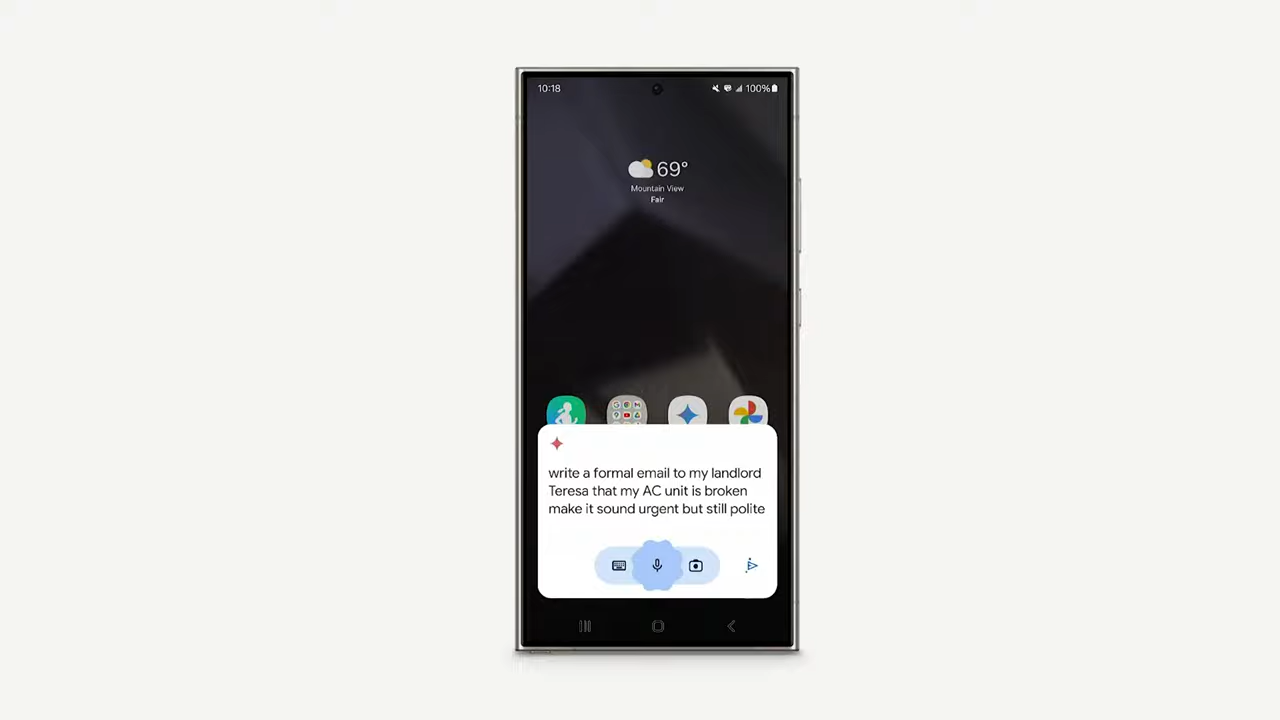 10:18
100%
69°
Mountain View
Fair
write a formal email to my landlord
Teresa that my AC unit is broken
make it sound urgent but still polite